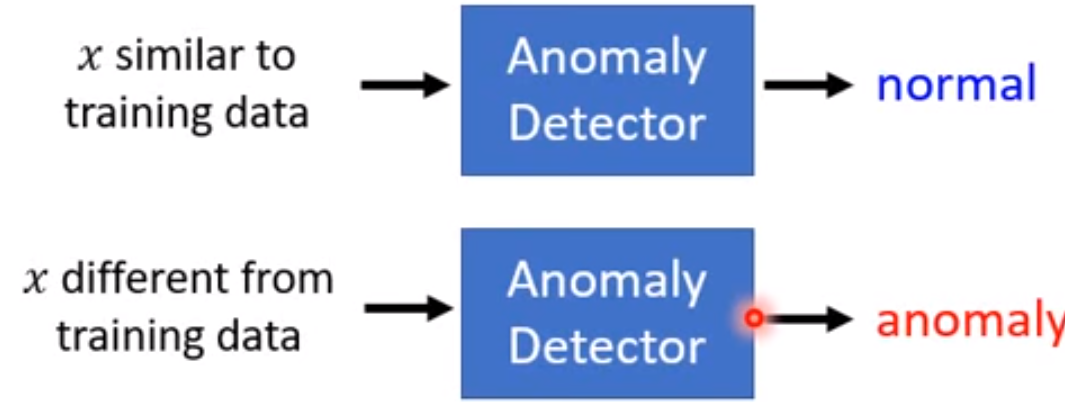 x similar to
training data
Anomaly
Detector
normal
x different from
training data
Anomaly
Detector
anomaly